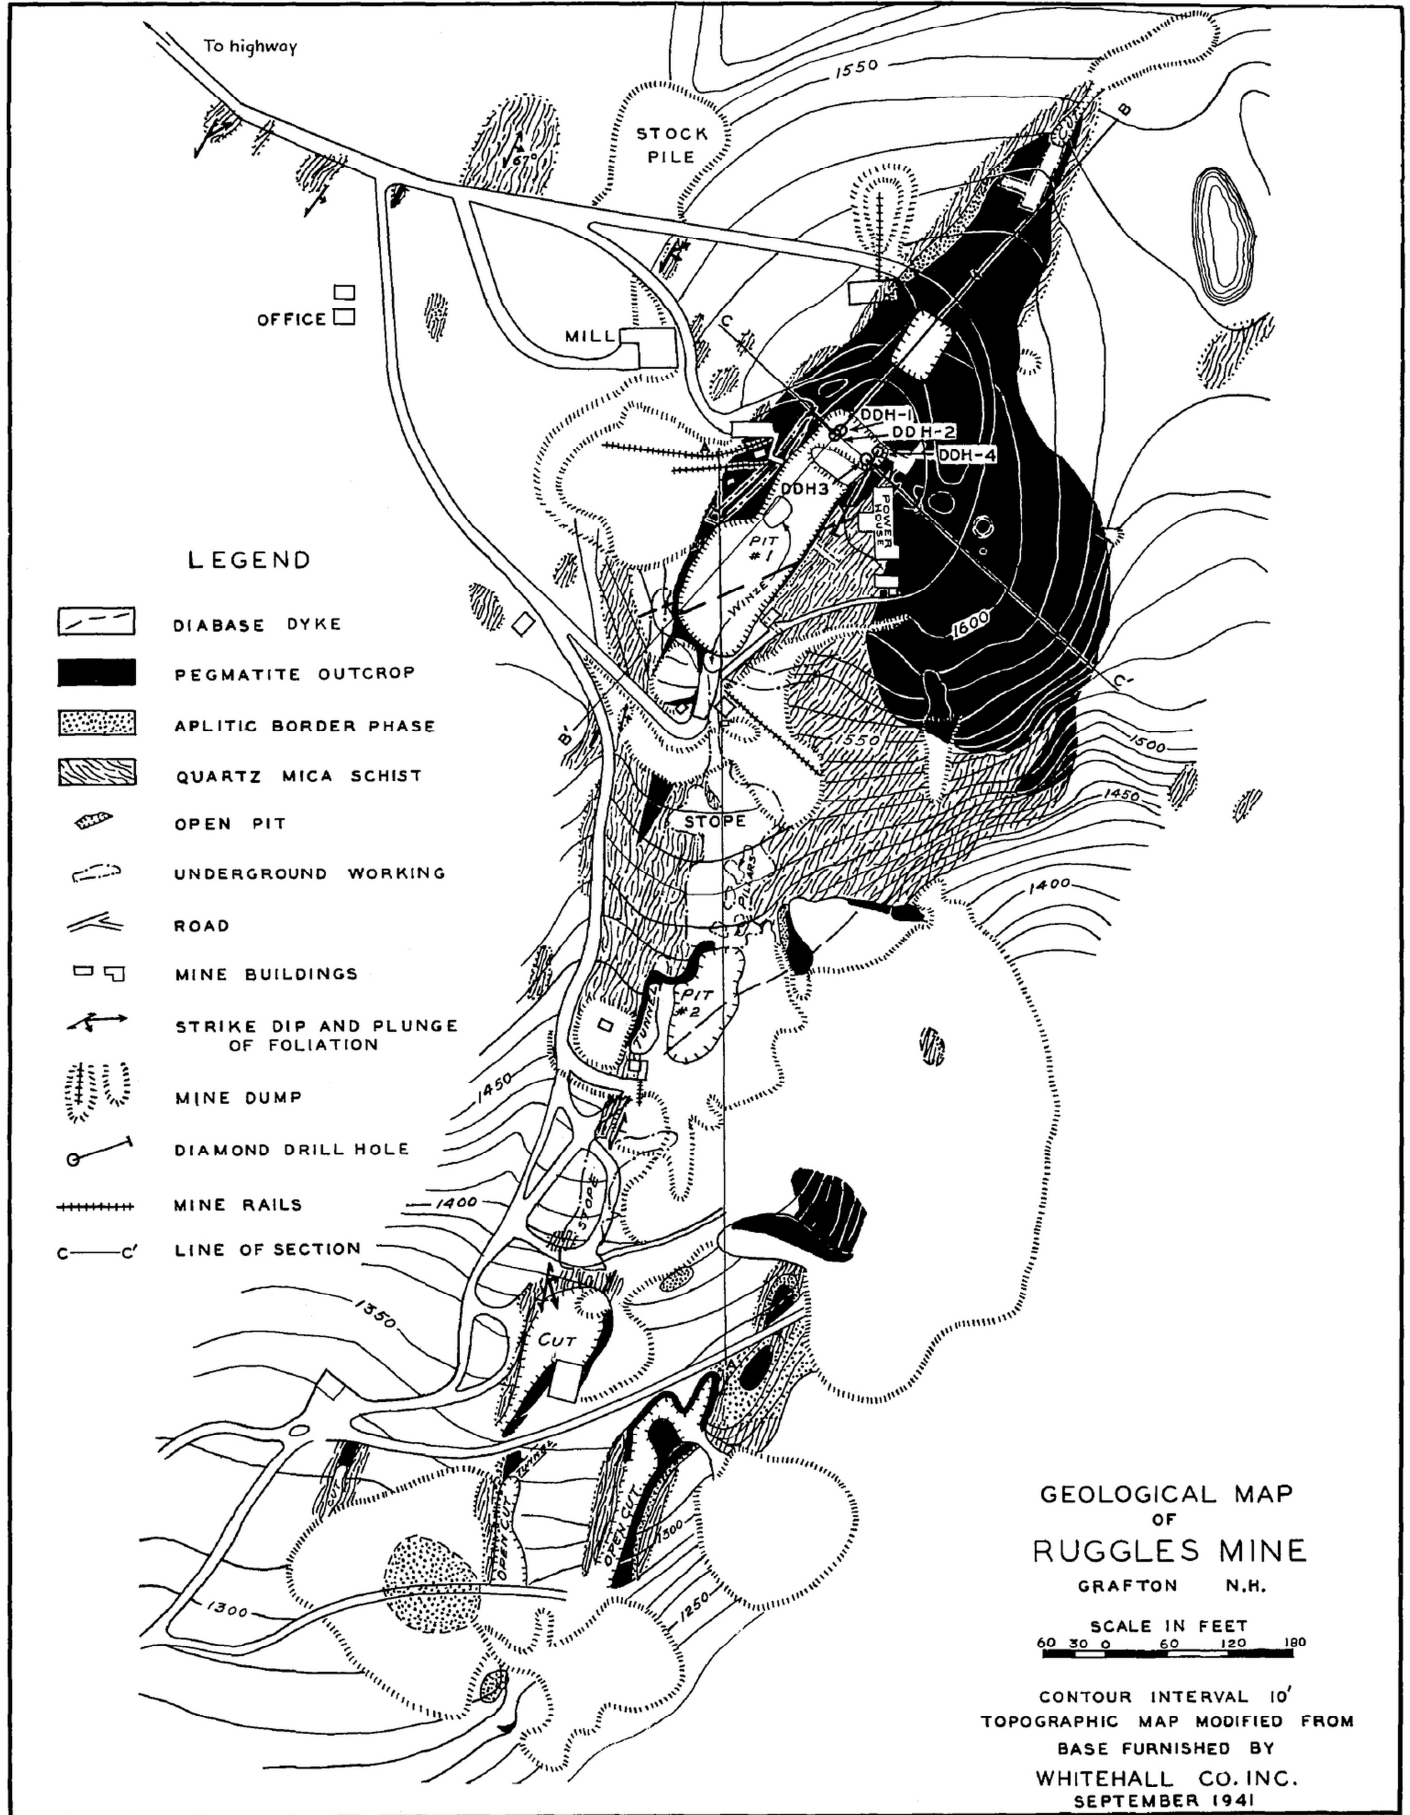 To highway
1550
B
STOCK
PILE
67°
OFFICE
MILL
C
DDH-1
DDH-2
DDH-4
A
DDH3
POWER
HOUSE
PIT
#1
WINZE
1600
C'
B'
1550
1500
1450
STOPE
PILLARS
1400
PIT
#2
TUNNEL
1450
STOPE
1400
1350
CUT
A'
TUNNEL
CUT
OPEN CUT
OPEN CUT
1300
1250
1300
LEGEND
DIABASE DYKE
PEGMATITE OUTCROP
APLITIC BORDER PHASE
QUARTZ MICA SCHIST
OPEN PIT
UNDERGROUND WORKING
ROAD
MINE BUILDINGS
STRIKE DIP AND PLUNGE
OF FOLIATION
MINE DUMP
DIAMOND DRILL HOLE
MINE RAILS
C C' LINE OF SECTION
GEOLOGICAL MAP
OF
RUGGLES MINE
GRAFTON N.H.
SCALE IN FEET
60 30 0 60 120 180
CONTOUR INTERVAL 10'
TOPOGRAPHIC MAP MODIFIED FROM
BASE FURNISHED BY
WHITEHALL CO. INC.
SEPTEMBER 1941